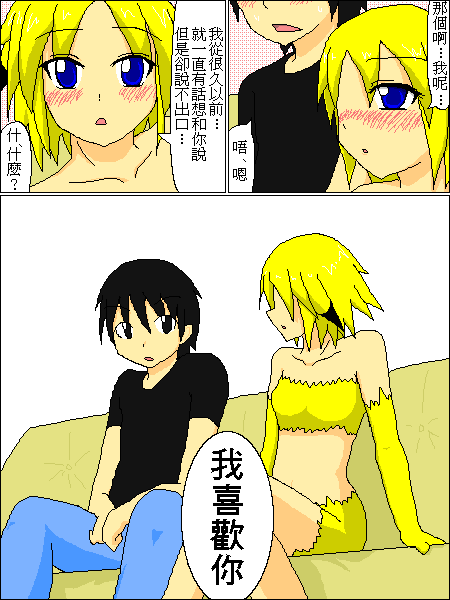 那個啊…我呢…
唔、嗯
我從很久以前…
就一直有話想和你說
但是卻說不出口…
什、什麼？
我喜歡你